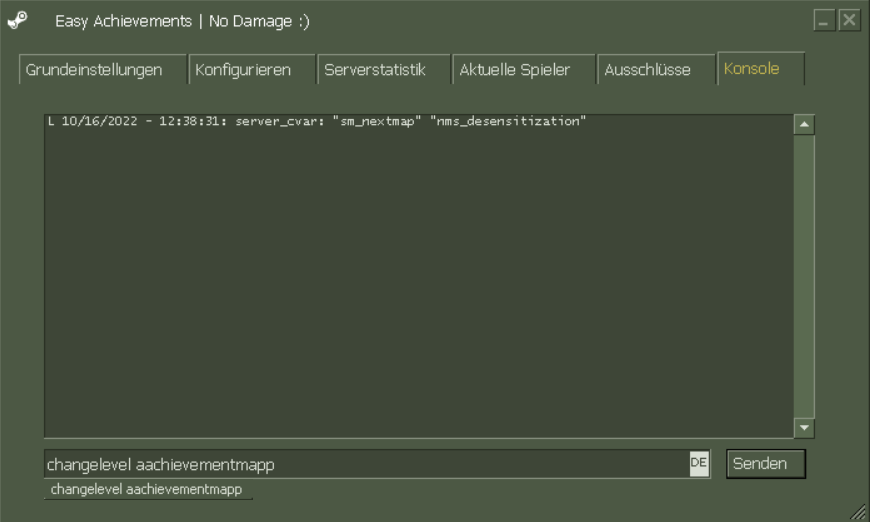 Easy Achievements | No Damage :)
Grundeinstellungen Konfigurieren Serverstatistik Aktuelle Spieler Ausschlüsse Konsole
L 10/16/2022 - 12:38:31: server_cvar: "sm_nextmap" "nms_desensitization"
changelevel aachievementmapp DE Senden
changelevel aachievementmapp